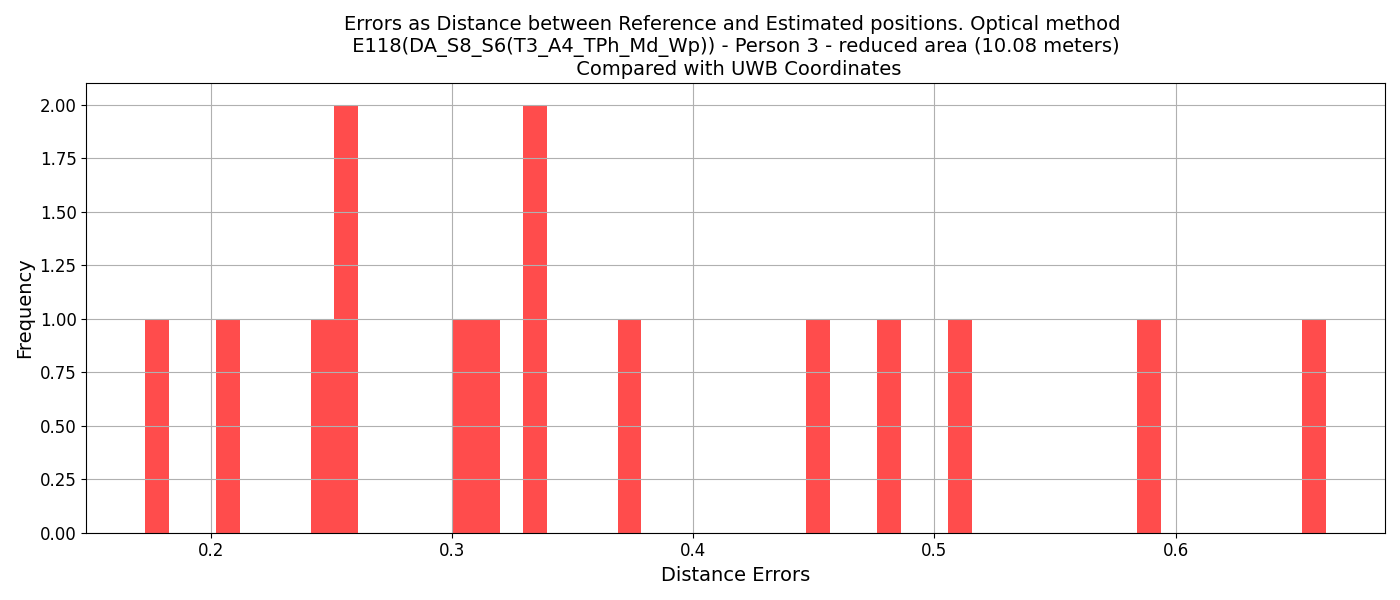 Errors as Distance between Reference and Estimated positions. Optical method
E118(DA_S8_S6(T3_A4_TPh_Md_Wp)) - Person 3 - reduced area (10.08 meters)
Compared with UWB Coordinates
Frequency
2.00
1.75
1.50
1.25
1.00
0.75
0.50
0.25
0.00
0.2 0.3 0.4 0.5 0.6
Distance Errors